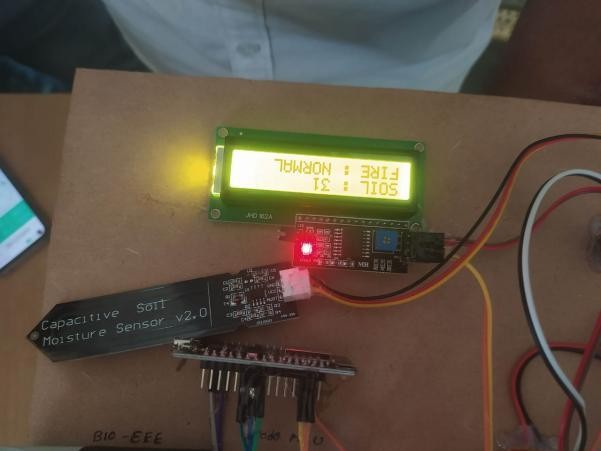 SOIL : 31
FIRE : NORMAL
JHD 162A
Capacitive Soil
Moisture Sensor v2.0
BIO-EEE